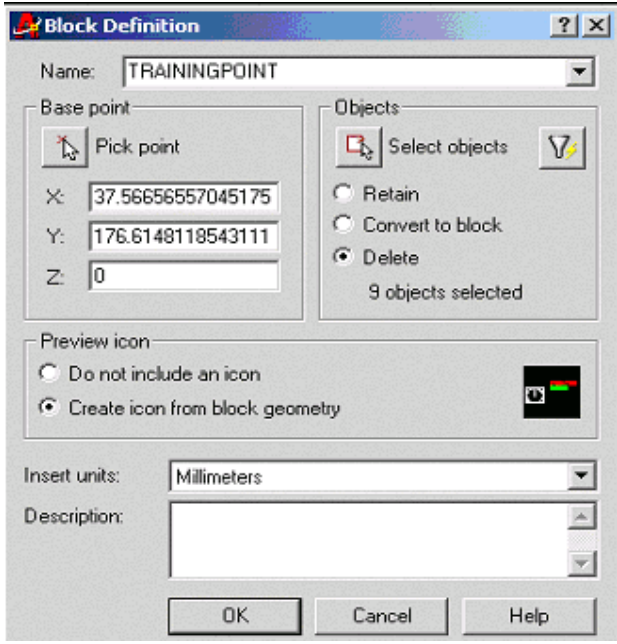 Block Definition
Name: TRAININGPOINT
Base point
Pick point
X: 37.56656557045175
Y: 176.6148118543111
Z: 0
Objects
Select objects
Retain
Convert to block
Delete
9 objects selected
Preview icon
Do not include an icon
Create icon from block geometry
Insert units: Millimeters
Description:
OK Cancel Help